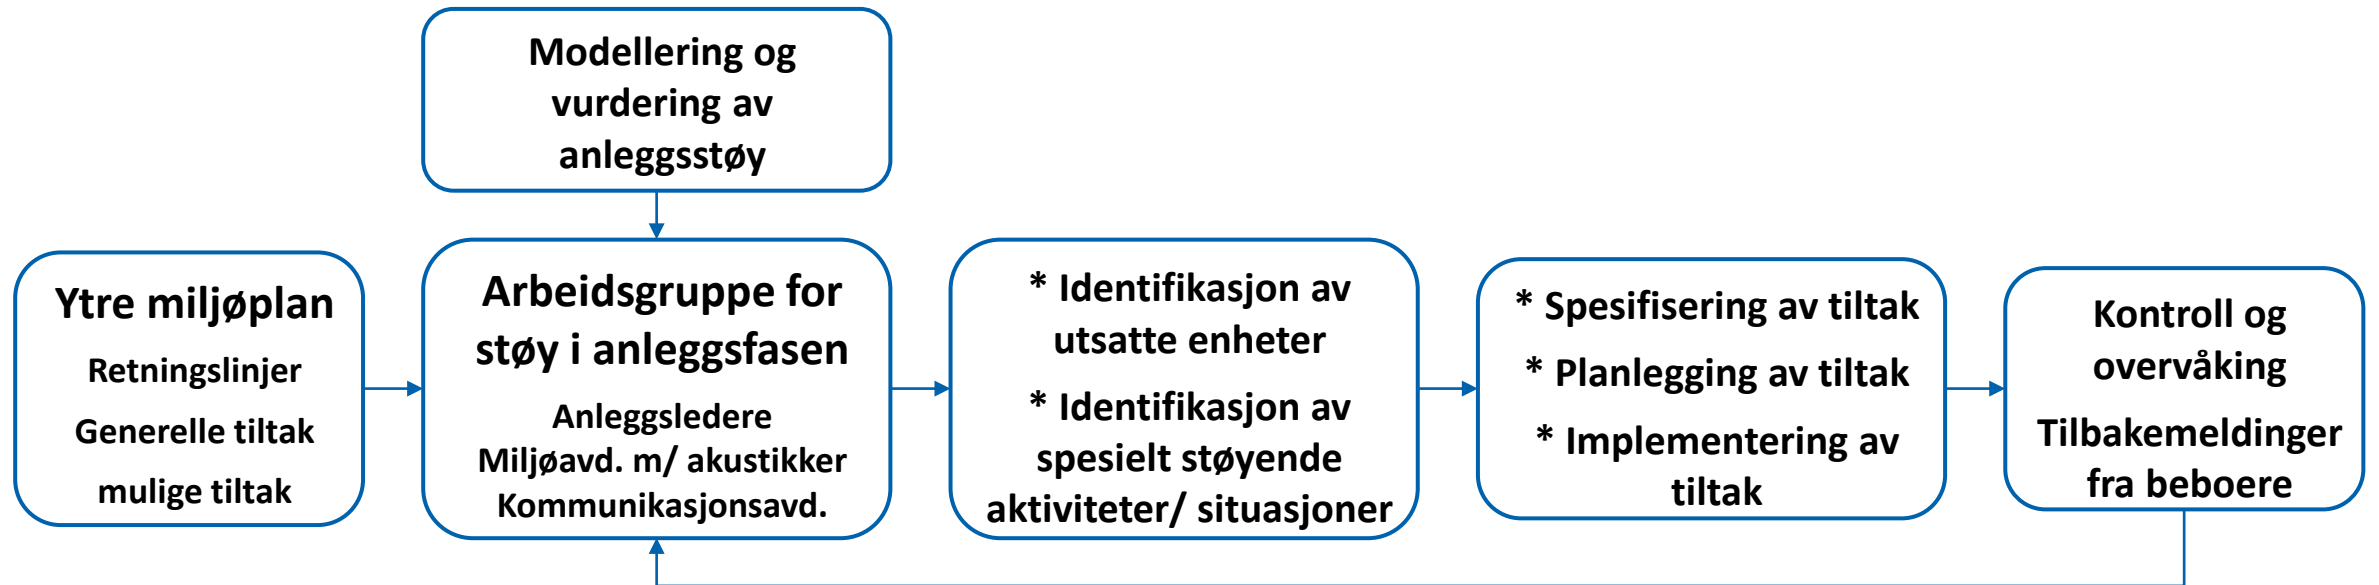 Modellering og
vurdering av
anleggsstøy
Ytre miljøplan
Retningslinjer
Generelle tiltak
mulige tiltak
Arbeidsgruppe for
støy i anleggsfasen
Anleggsledere
Miljøavd. m/ akustikker
Kommunikasjonsavd.
* Identifikasjon av
utsatte enheter
* Identifikasjon av
spesielt støyende
aktiviteter/ situasjoner
* Spesifisering av tiltak
* Planlegging av tiltak
* Implementering av
tiltak
Kontroll og
overvåking
Tilbakemeldinger
fra beboere